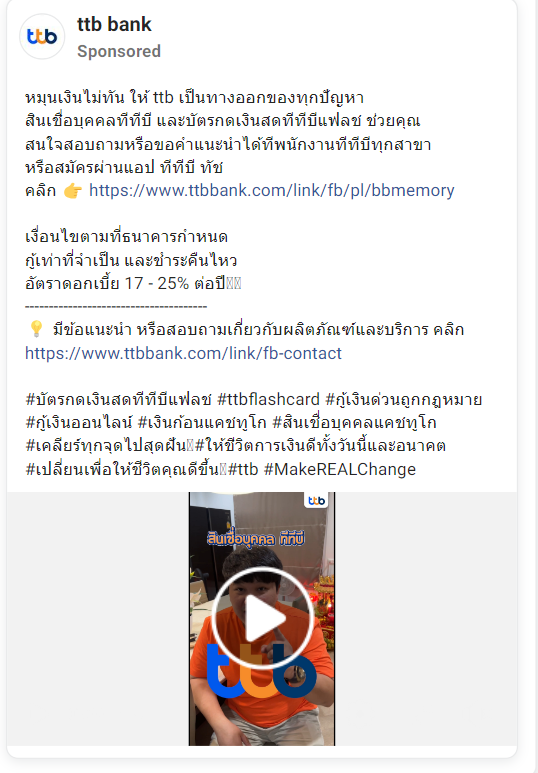 ttb
ttb bank
Sponsored
หมุนเงินไม่ทัน ให้ ttb เป็นทางออกของทุกปัญหา
สินเชื่อบุคคลทีทีบี และบัตรกดเงินสดทีทีบีแฟลช ช่วยคุณ
สนใจสอบถามหรือขอคำแนะนำได้ทีพนักงานทีทีบีทุกสาขา
หรือสมัครผ่านแอป ทีทีบี ทัช
คลิก 👉 https://www.ttbbank.com/link/fb/pl/bbmemory
เงื่อนไขตามที่ธนาคารกำหนด
กู้เท่าที่จำเป็น และชำระคืนไหว
อัตราดอกเบี้ย 17 - 25% ต่อปี
--------------------------------------
💡 มีข้อแนะนำ หรือสอบถามเกี่ยวกับผลิตภัณฑ์และบริการ คลิก
https://www.ttbbank.com/link/fb-contact
#บัตรกดเงินสดทีทีบีแฟลช #ttbflashcard #กู้เงินด่วนถูกกฎหมาย
#กู้เงินออนไลน์ #เงินก้อนแคชทูโก #สินเชื่อบุคคลแคชทูโก
#เคลียร์ทุกจุดไปสุดฝัน #ให้ชีวิตการเงินดีทั้งวันนี้และอนาคต
#เปลี่ยนเพื่อให้ชีวิตคุณดีขึ้น #ttb #MakeREALChange
ttb
สินเชื่อบุคคล ทีทีบี
ttb